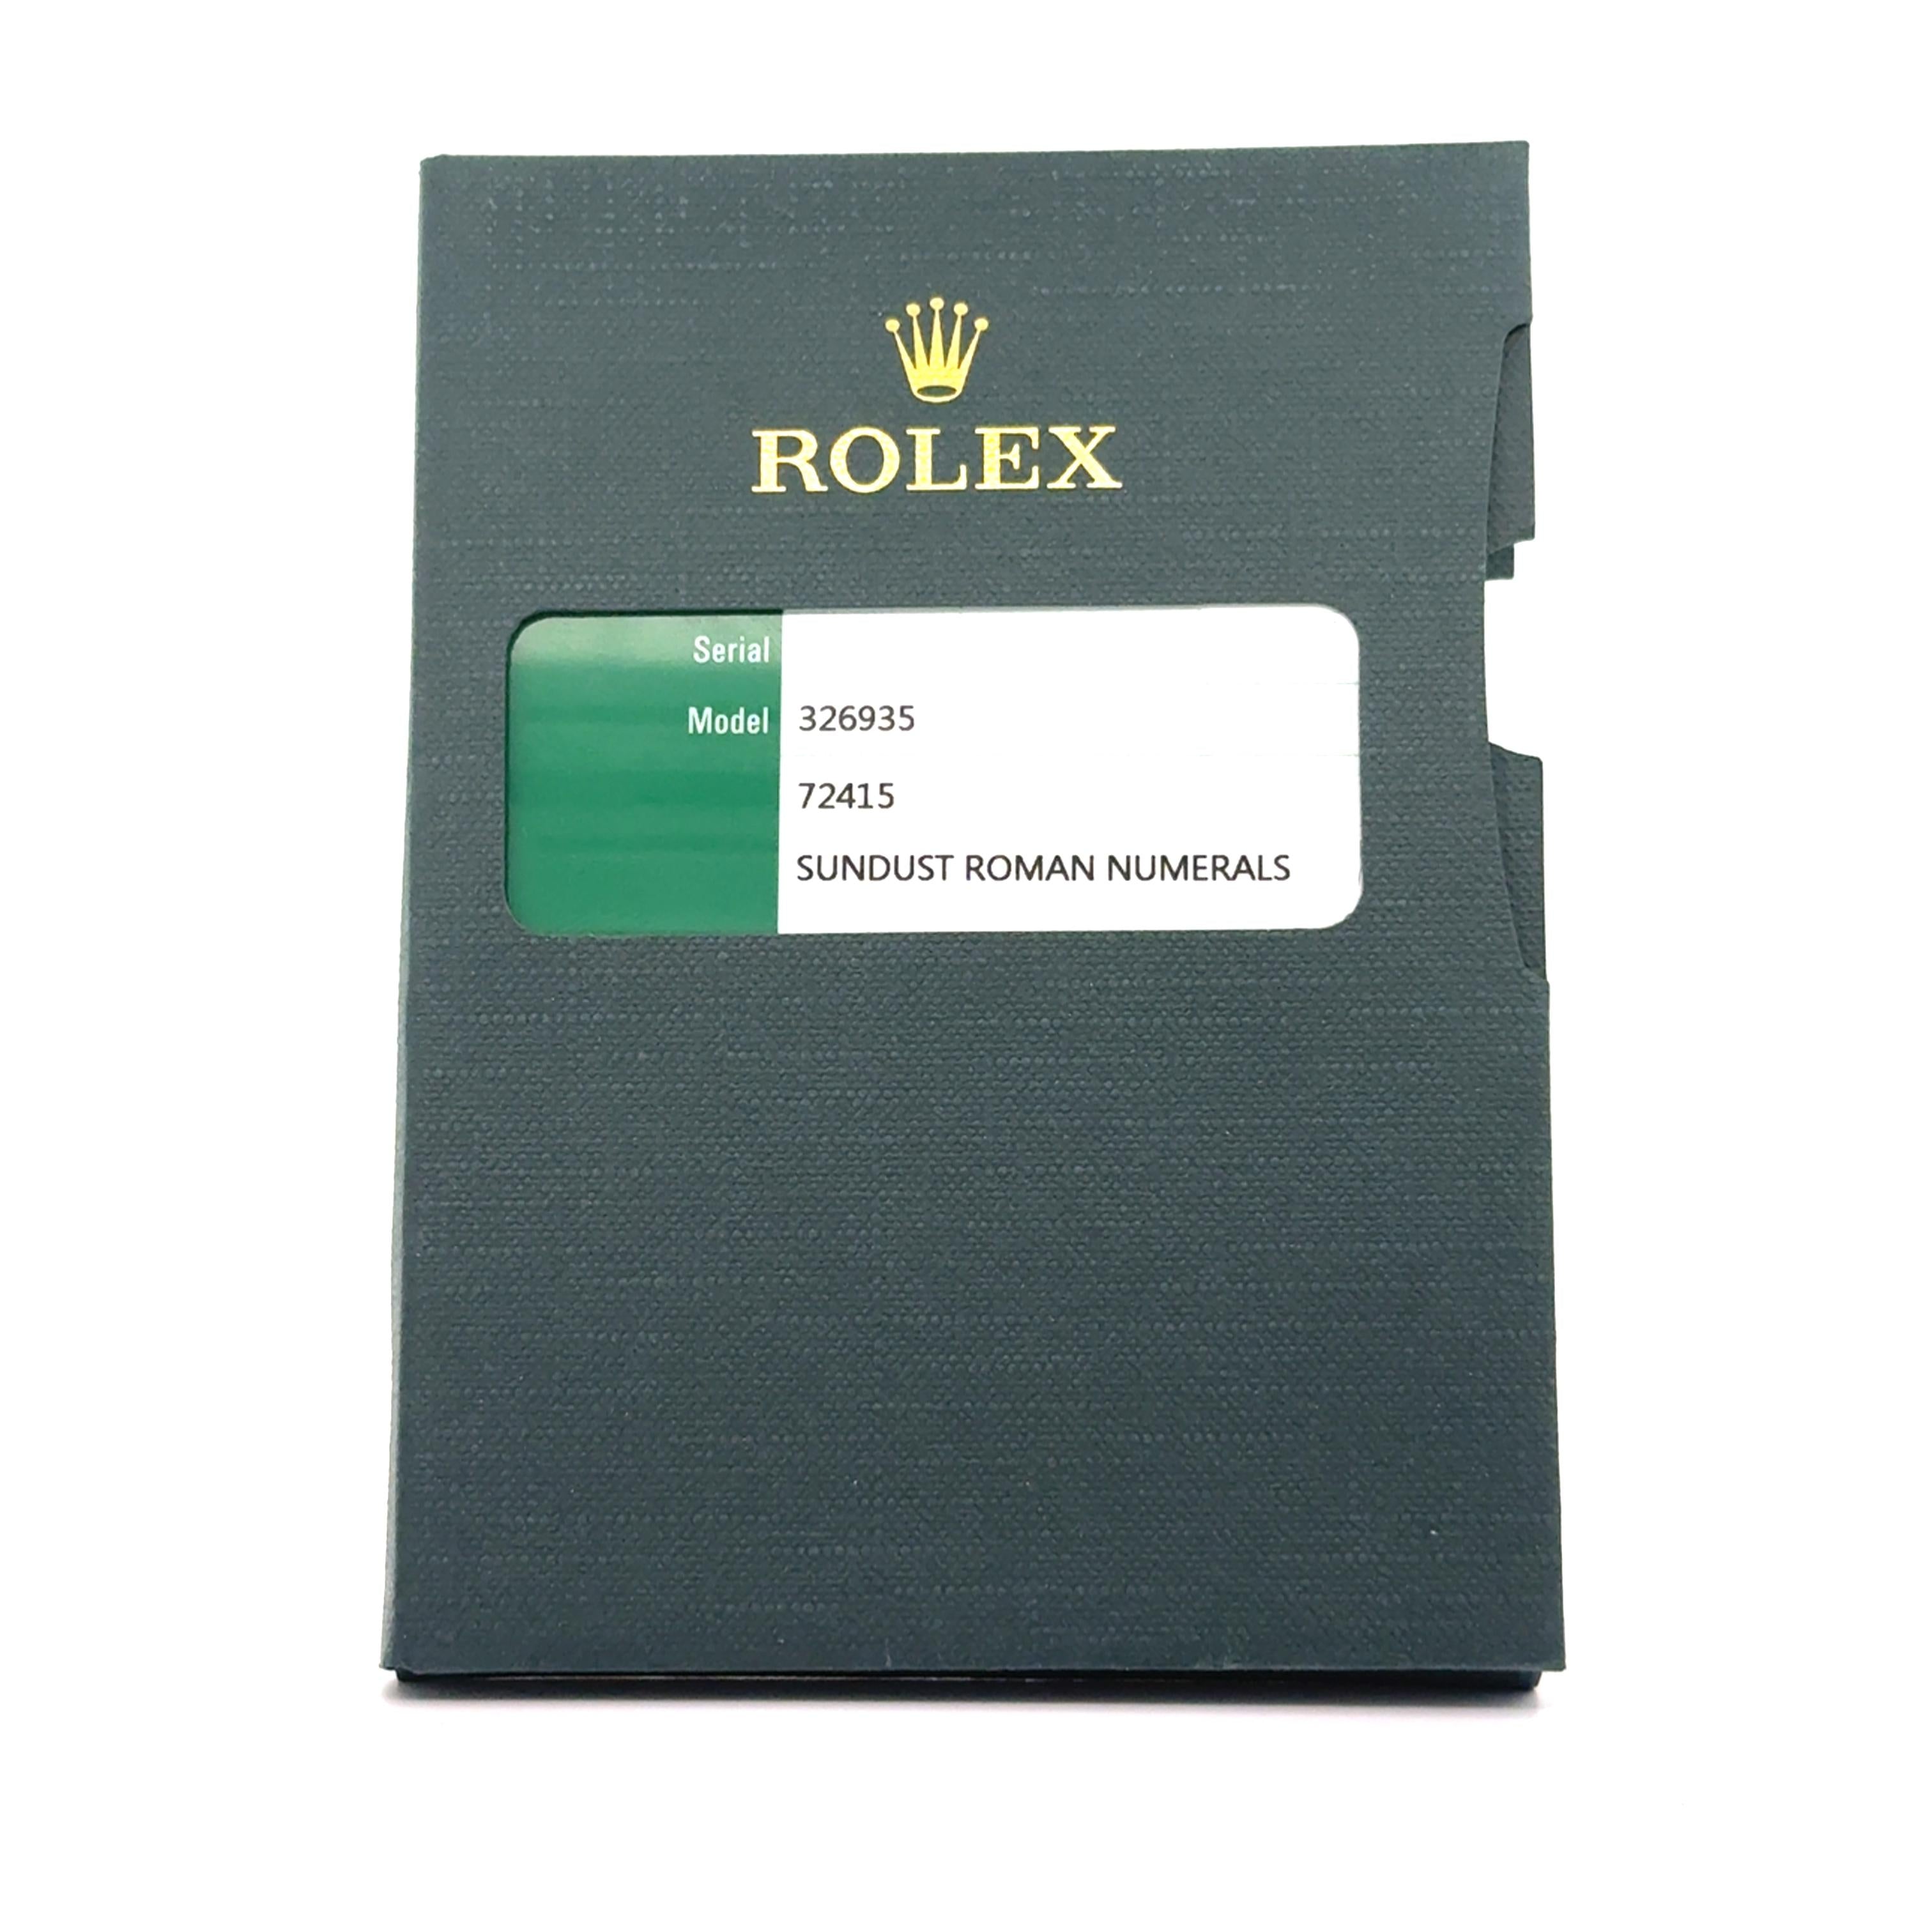 ROLEX
Serial
Model 326935
72415
SUNDUST ROMAN NUMERALS